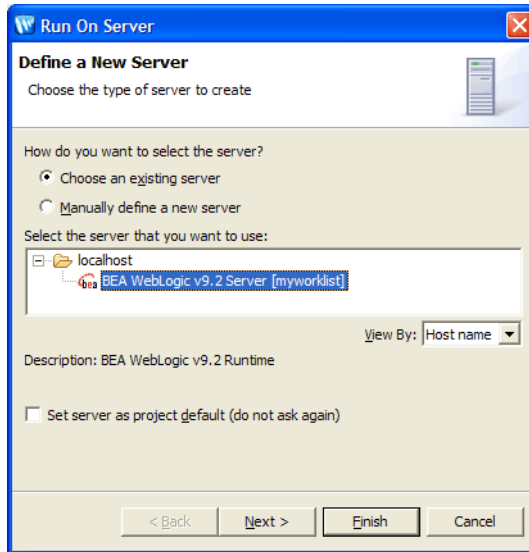 Run On Server
Define a New Server
Choose the type of server to create
How do you want to select the server?
Choose an existing server
Manually define a new server
Select the server that you want to use:
localhost
bea BEA WebLogic v9.2 Server [myworklist]
View By: Host name
Description: BEA WebLogic v9.2 Runtime
Set server as project default (do not ask again)
< Back Next > Finish Cancel